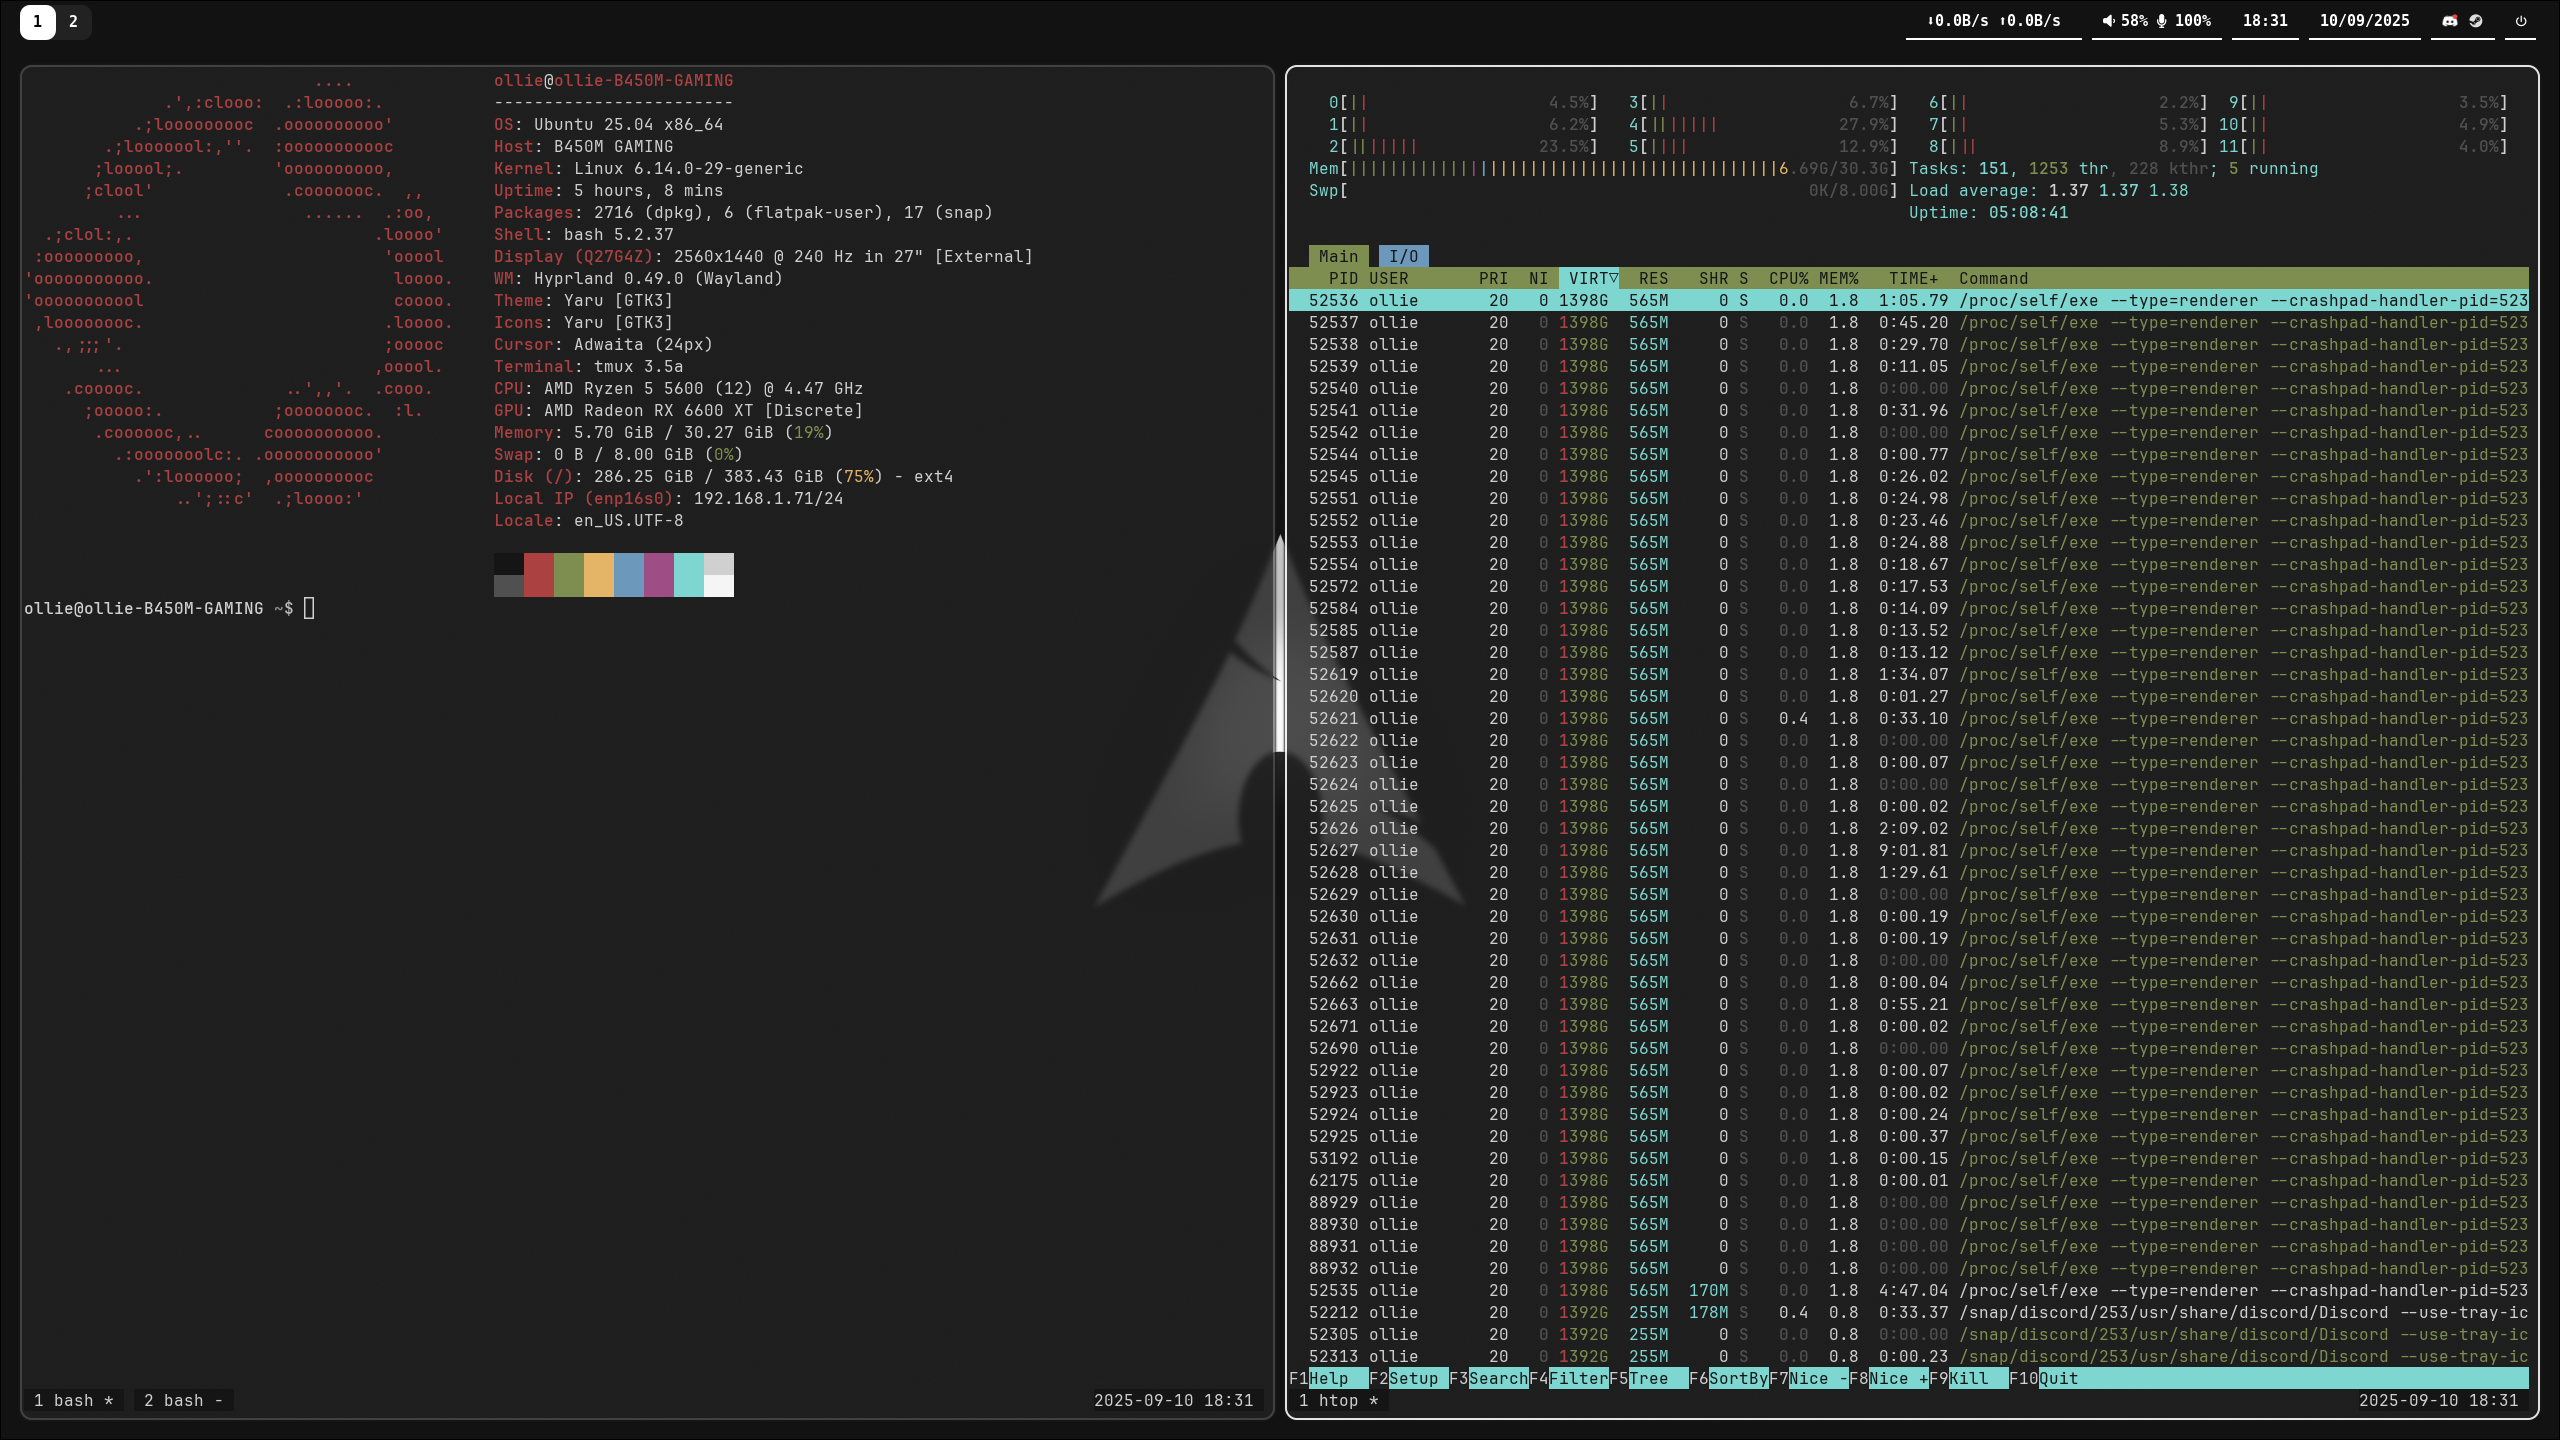 1 2
0.0B/s 0.0B/s 58% 100% 18:31 10/09/2025
....
.',:clooo: .:looooo:.
.;looooooooc .oooooooooo'
.;looooool:,''. :ooooooooooc
;looool;. 'oooooooooo,
;clool' .cooooooc. ,,
... ...... .:oo,
.;clol:,. .loooo'
:ooooooooo, 'ooool
'ooooooooooo. loooo.
'ooooooooool coooo.
,loooooooc. .loooo.
.,;;;'. ;ooooc
... ,ooool.
.cooooc. ..',,'. .cooo.
;ooooo:. ;oooooooc. :l.
.coooooc,.. coooooooooo.
.:ooooooolc:. .ooooooooooo'
.':loooooo; ,oooooooooc
..';::c' .;loooo:'
ollie@ollie-B450M-GAMING
------------------------
OS: Ubuntu 25.04 x86_64
Host: B450M GAMING
Kernel: Linux 6.14.0-29-generic
Uptime: 5 hours, 8 mins
Packages: 2716 (dpkg), 6 (flatpak-user), 17 (snap)
Shell: bash 5.2.37
Display (Q27G4Z): 2560x1440 @ 240 Hz in 27" [External]
WM: Hyprland 0.49.0 (Wayland)
Theme: Yaru [GTK3]
Icons: Yaru [GTK3]
Cursor: Adwaita (24px)
Terminal: tmux 3.5a
CPU: AMD Ryzen 5 5600 (12) @ 4.47 GHz
GPU: AMD Radeon RX 6600 XT [Discrete]
Memory: 5.70 GiB / 30.27 GiB (19%)
Swap: 0 B / 8.00 GiB (0%)
Disk (/): 286.25 GiB / 383.43 GiB (75%) - ext4
Local IP (enp16s0): 192.168.1.71/24
Locale: en_US.UTF-8
ollie@ollie-B450M-GAMING ~$
1 bash * 2 bash - 2025-09-10 18:31
0[|| 4.5%] 3[|| 6.7%] 6[|| 2.2%] 9[|| 3.5%]
1[|| 6.2%] 4[||||||| 27.9%] 7[|| 5.3%] 10[|| 4.9%]
2[||||||| 23.5%] 5[|||| 12.9%] 8[||| 8.9%] 11[|| 4.0%]
Mem[|||||||||||||||||||||||||||||||||||||||||||6.69G/30.3G] Tasks: 151, 1253 thr, 228 kthr; 5 running
Swp[ 0K/8.00G] Load average: 1.37 1.37 1.38
Uptime: 05:08:41
Main I/O
PID USER PRI NI VIRT▽ RES SHR S CPU% MEM% TIME+ Command
52536 ollie 20 0 1398G 565M 0 S 0.0 1.8 1:05.79 /proc/self/exe --type=renderer --crashpad-handler-pid=523
52537 ollie 20 0 1398G 565M 0 S 0.0 1.8 0:45.20 /proc/self/exe --type=renderer --crashpad-handler-pid=523
52538 ollie 20 0 1398G 565M 0 S 0.0 1.8 0:29.70 /proc/self/exe --type=renderer --crashpad-handler-pid=523
52539 ollie 20 0 1398G 565M 0 S 0.0 1.8 0:11.05 /proc/self/exe --type=renderer --crashpad-handler-pid=523
52540 ollie 20 0 1398G 565M 0 S 0.0 1.8 0:00.00 /proc/self/exe --type=renderer --crashpad-handler-pid=523
52541 ollie 20 0 1398G 565M 0 S 0.0 1.8 0:31.96 /proc/self/exe --type=renderer --crashpad-handler-pid=523
52542 ollie 20 0 1398G 565M 0 S 0.0 1.8 0:00.00 /proc/self/exe --type=renderer --crashpad-handler-pid=523
52544 ollie 20 0 1398G 565M 0 S 0.0 1.8 0:00.77 /proc/self/exe --type=renderer --crashpad-handler-pid=523
52545 ollie 20 0 1398G 565M 0 S 0.0 1.8 0:26.02 /proc/self/exe --type=renderer --crashpad-handler-pid=523
52551 ollie 20 0 1398G 565M 0 S 0.0 1.8 0:24.98 /proc/self/exe --type=renderer --crashpad-handler-pid=523
52552 ollie 20 0 1398G 565M 0 S 0.0 1.8 0:23.46 /proc/self/exe --type=renderer --crashpad-handler-pid=523
52553 ollie 20 0 1398G 565M 0 S 0.0 1.8 0:24.88 /proc/self/exe --type=renderer --crashpad-handler-pid=523
52554 ollie 20 0 1398G 565M 0 S 0.0 1.8 0:18.67 /proc/self/exe --type=renderer --crashpad-handler-pid=523
52572 ollie 20 0 1398G 565M 0 S 0.0 1.8 0:17.53 /proc/self/exe --type=renderer --crashpad-handler-pid=523
52584 ollie 20 0 1398G 565M 0 S 0.0 1.8 0:14.09 /proc/self/exe --type=renderer --crashpad-handler-pid=523
52585 ollie 20 0 1398G 565M 0 S 0.0 1.8 0:13.52 /proc/self/exe --type=renderer --crashpad-handler-pid=523
52587 ollie 20 0 1398G 565M 0 S 0.0 1.8 0:13.12 /proc/self/exe --type=renderer --crashpad-handler-pid=523
52619 ollie 20 0 1398G 565M 0 S 0.0 1.8 1:34.07 /proc/self/exe --type=renderer --crashpad-handler-pid=523
52620 ollie 20 0 1398G 565M 0 S 0.0 1.8 0:01.27 /proc/self/exe --type=renderer --crashpad-handler-pid=523
52621 ollie 20 0 1398G 565M 0 S 0.4 1.8 0:33.10 /proc/self/exe --type=renderer --crashpad-handler-pid=523
52622 ollie 20 0 1398G 565M 0 S 0.0 1.8 0:00.00 /proc/self/exe --type=renderer --crashpad-handler-pid=523
52623 ollie 20 0 1398G 565M 0 S 0.0 1.8 0:00.07 /proc/self/exe --type=renderer --crashpad-handler-pid=523
52624 ollie 20 0 1398G 565M 0 S 0.0 1.8 0:00.00 /proc/self/exe --type=renderer --crashpad-handler-pid=523
52625 ollie 20 0 1398G 565M 0 S 0.0 1.8 0:00.02 /proc/self/exe --type=renderer --crashpad-handler-pid=523
52626 ollie 20 0 1398G 565M 0 S 0.0 1.8 2:09.02 /proc/self/exe --type=renderer --crashpad-handler-pid=523
52627 ollie 20 0 1398G 565M 0 S 0.0 1.8 9:01.81 /proc/self/exe --type=renderer --crashpad-handler-pid=523
52628 ollie 20 0 1398G 565M 0 S 0.0 1.8 1:29.61 /proc/self/exe --type=renderer --crashpad-handler-pid=523
52629 ollie 20 0 1398G 565M 0 S 0.0 1.8 0:00.00 /proc/self/exe --type=renderer --crashpad-handler-pid=523
52630 ollie 20 0 1398G 565M 0 S 0.0 1.8 0:00.19 /proc/self/exe --type=renderer --crashpad-handler-pid=523
52631 ollie 20 0 1398G 565M 0 S 0.0 1.8 0:00.19 /proc/self/exe --type=renderer --crashpad-handler-pid=523
52632 ollie 20 0 1398G 565M 0 S 0.0 1.8 0:00.00 /proc/self/exe --type=renderer --crashpad-handler-pid=523
52662 ollie 20 0 1398G 565M 0 S 0.0 1.8 0:00.04 /proc/self/exe --type=renderer --crashpad-handler-pid=523
52663 ollie 20 0 1398G 565M 0 S 0.0 1.8 0:55.21 /proc/self/exe --type=renderer --crashpad-handler-pid=523
52671 ollie 20 0 1398G 565M 0 S 0.0 1.8 0:00.02 /proc/self/exe --type=renderer --crashpad-handler-pid=523
52690 ollie 20 0 1398G 565M 0 S 0.0 1.8 0:00.00 /proc/self/exe --type=renderer --crashpad-handler-pid=523
52922 ollie 20 0 1398G 565M 0 S 0.0 1.8 0:00.07 /proc/self/exe --type=renderer --crashpad-handler-pid=523
52923 ollie 20 0 1398G 565M 0 S 0.0 1.8 0:00.02 /proc/self/exe --type=renderer --crashpad-handler-pid=523
52924 ollie 20 0 1398G 565M 0 S 0.0 1.8 0:00.24 /proc/self/exe --type=renderer --crashpad-handler-pid=523
52925 ollie 20 0 1398G 565M 0 S 0.0 1.8 0:00.37 /proc/self/exe --type=renderer --crashpad-handler-pid=523
53192 ollie 20 0 1398G 565M 0 S 0.0 1.8 0:00.15 /proc/self/exe --type=renderer --crashpad-handler-pid=523
62175 ollie 20 0 1398G 565M 0 S 0.0 1.8 0:00.01 /proc/self/exe --type=renderer --crashpad-handler-pid=523
88929 ollie 20 0 1398G 565M 0 S 0.0 1.8 0:00.00 /proc/self/exe --type=renderer --crashpad-handler-pid=523
88930 ollie 20 0 1398G 565M 0 S 0.0 1.8 0:00.00 /proc/self/exe --type=renderer --crashpad-handler-pid=523
88931 ollie 20 0 1398G 565M 0 S 0.0 1.8 0:00.00 /proc/self/exe --type=renderer --crashpad-handler-pid=523
88932 ollie 20 0 1398G 565M 0 S 0.0 1.8 0:00.00 /proc/self/exe --type=renderer --crashpad-handler-pid=523
52535 ollie 20 0 1398G 565M 170M S 0.0 1.8 4:47.04 /proc/self/exe --type=renderer --crashpad-handler-pid=523
52212 ollie 20 0 1392G 255M 178M S 0.4 0.8 0:33.37 /snap/discord/253/usr/share/discord/Discord --use-tray-ic
52305 ollie 20 0 1392G 255M 0 S 0.0 0.8 0:00.00 /snap/discord/253/usr/share/discord/Discord --use-tray-ic
52313 ollie 20 0 1392G 255M 0 S 0.0 0.8 0:00.23 /snap/discord/253/usr/share/discord/Discord --use-tray-ic
F1Help F2Setup F3SearchF4FilterF5Tree F6SortByF7Nice -F8Nice +F9Kill F10Quit
1 htop * 2025-09-10 18:31